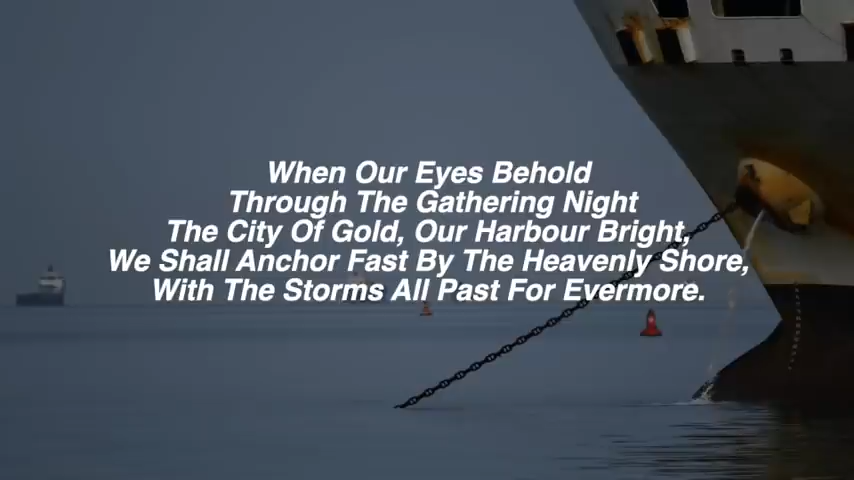 When Our Eyes Behold
Through The Gathering Night
The City Of Gold, Our Harbour Bright,
We Shall Anchor Fast By The Heavenly Shore,
With The Storms All Past For Evermore.